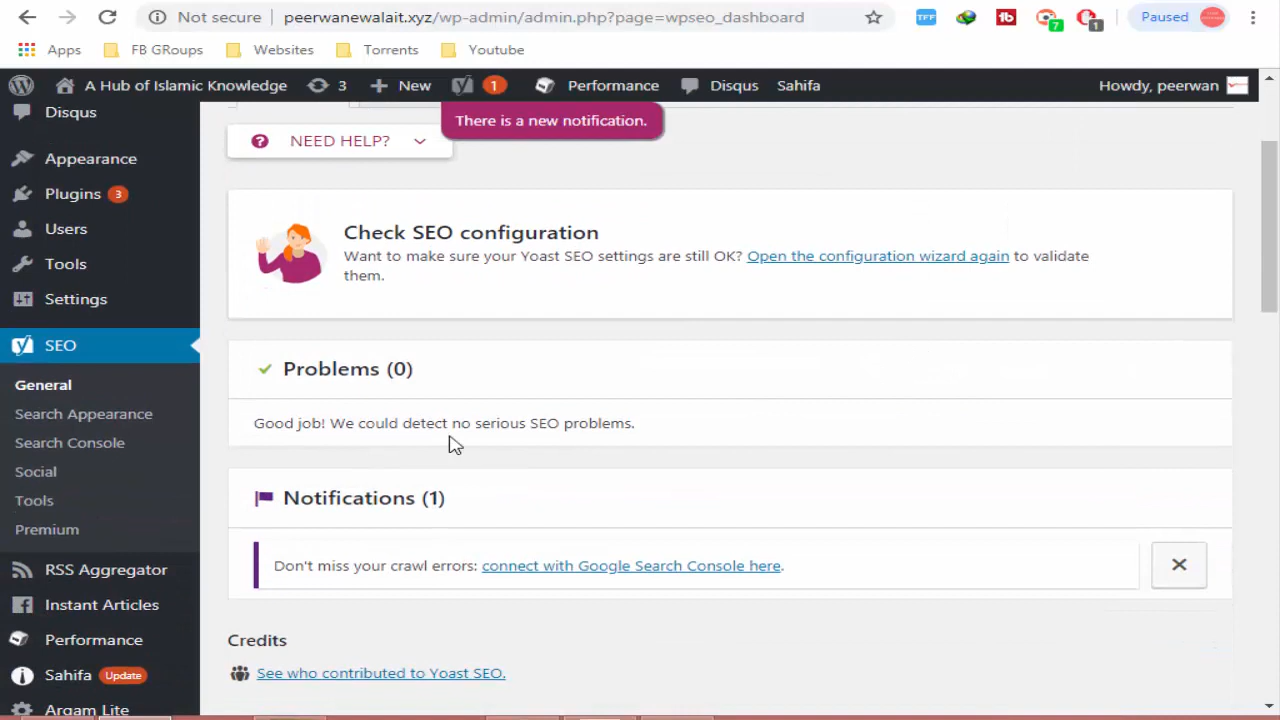 Not secure peerwanewalait.xyz/wp-admin/admin.php?page=wpseo_dashboard TFF 7 1 Paused
Apps FB GRoups Websites Torrents Youtube
A Hub of Islamic Knowledge 3 New 1 Performance Disqus Sahifa Howdy, peerwan
There is a new notification.
Disqus
Appearance
Plugins 3
Users
Tools
Settings
SEO
General
Search Appearance
Search Console
Social
Tools
Premium
RSS Aggregator
Instant Articles
Performance
Sahifa Update
Arqam Lite
NEED HELP?
Check SEO configuration
Want to make sure your Yoast SEO settings are still OK? Open the configuration wizard again to validate
them.
Problems (0)
Good job! We could detect no serious SEO problems.
Notifications (1)
Don't miss your crawl errors: connect with Google Search Console here.
Credits
See who contributed to Yoast SEO.